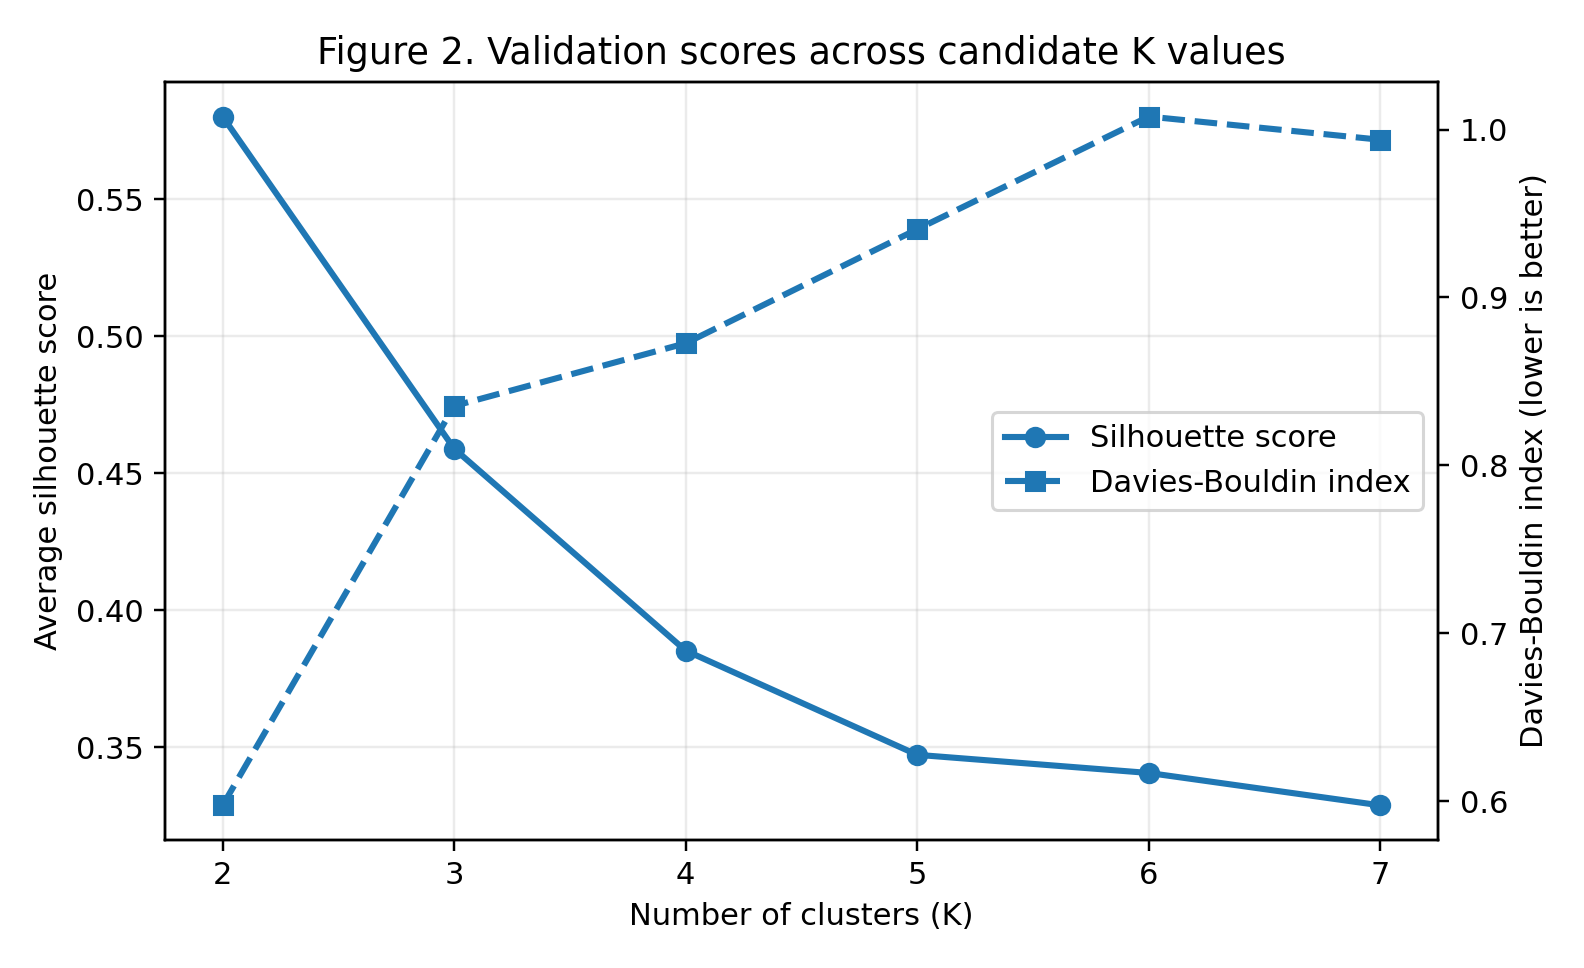 Figure 2. Validation scores across candidate K values
Average silhouette score
0.55
0.50
0.45
0.40
0.35
1.0
0.9
0.8
0.7
0.6
Davies-Bouldin index (lower is better)
Silhouette score
Davies-Bouldin index
2 3 4 5 6 7
Number of clusters (K)